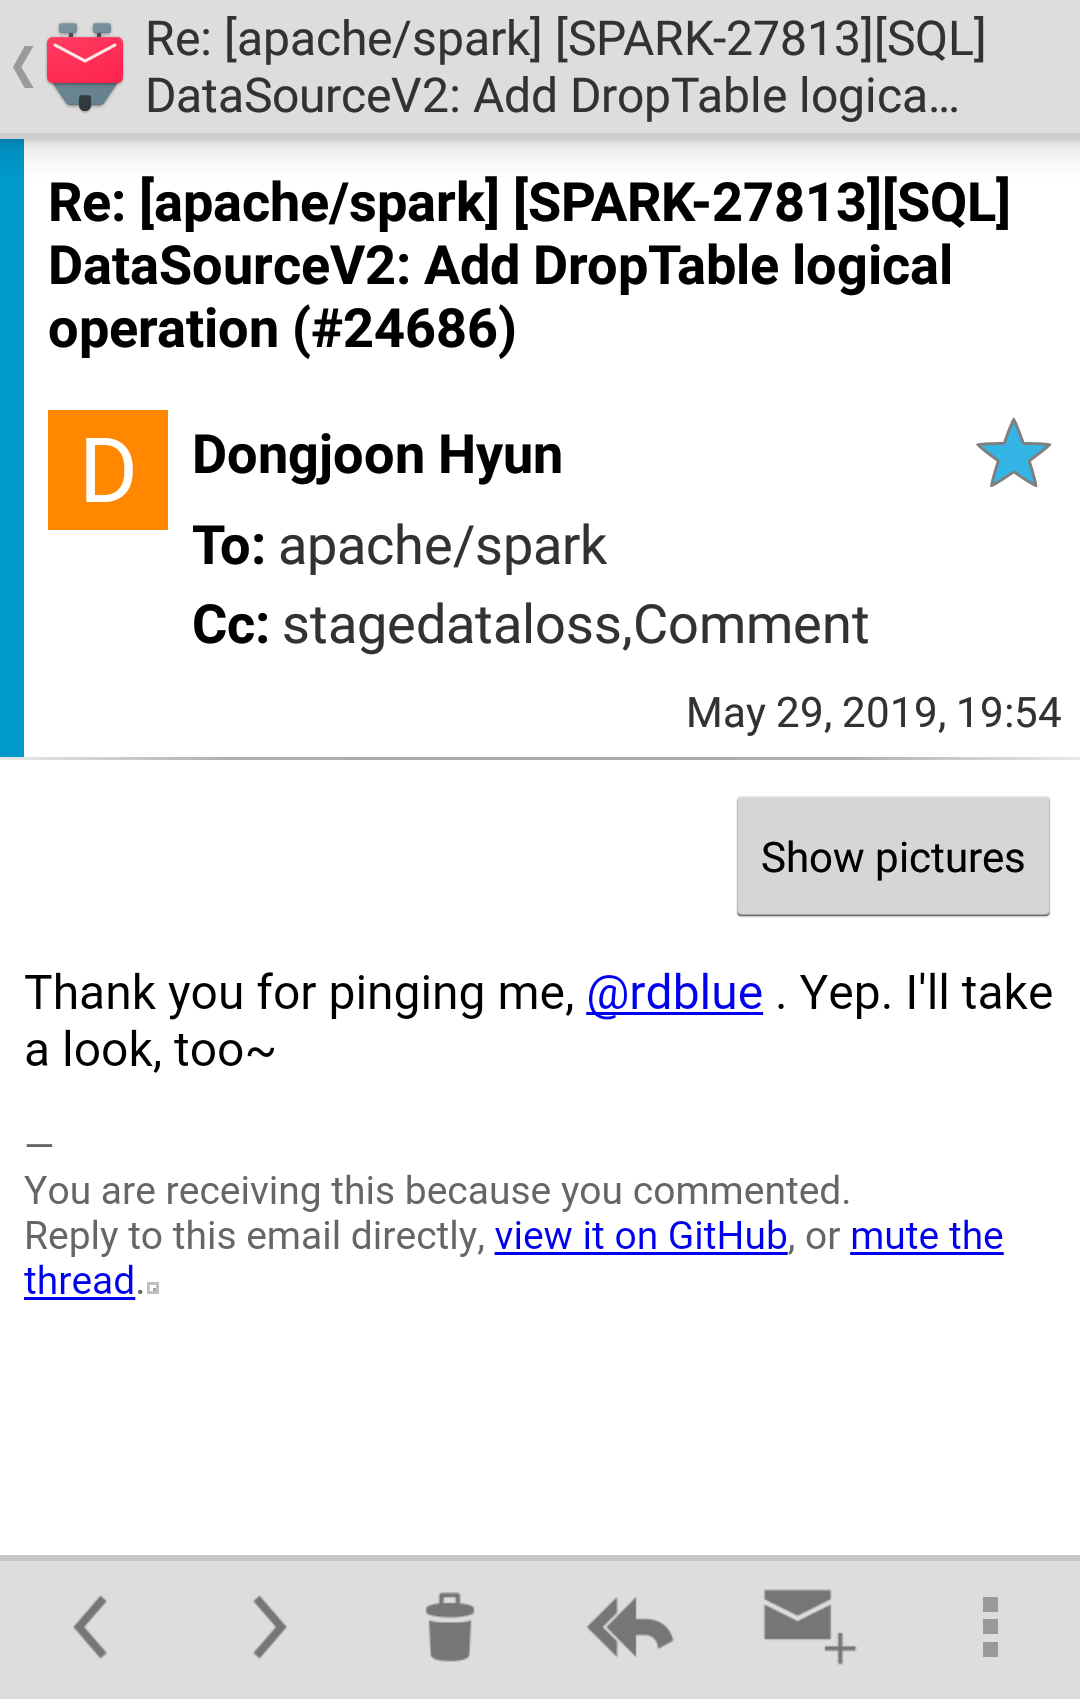 Re: [apache/spark] [SPARK-27813][SQL]
DataSourceV2: Add DropTable logica...
Re: [apache/spark] [SPARK-27813][SQL]
DataSourceV2: Add DropTable logical
operation (#24686)
D
Dongjoon Hyun
To: apache/spark
Cc: stagedataloss,Comment
May 29, 2019, 19:54
Show pictures
Thank you for pinging me, @rdblue . Yep. I'll take
a look, too~
—
You are receiving this because you commented.
Reply to this email directly, view it on GitHub, or mute the
thread.